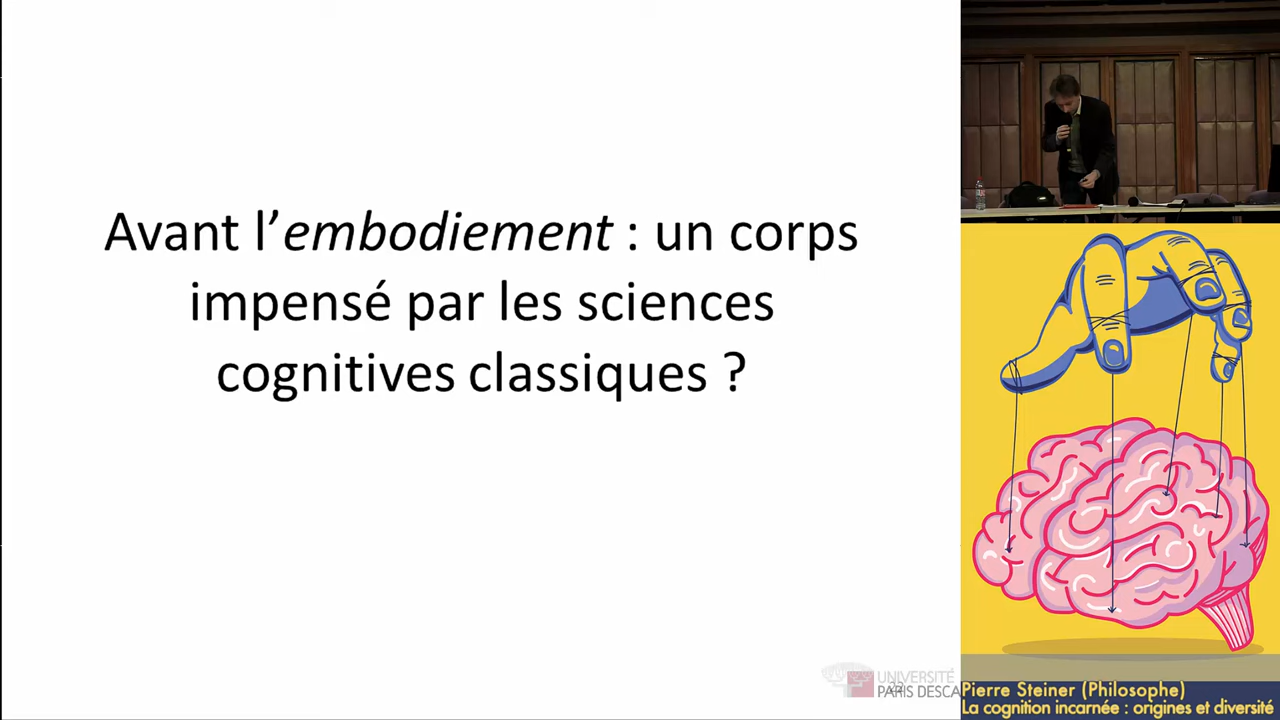 Avant l’embodiement : un corps
impensé par les sciences
cognitives classiques ?
UNIVERSITÉ
PARIS DESCA
Pierre Steiner (Philosophe)
La cognition incarnée : origines et diversité